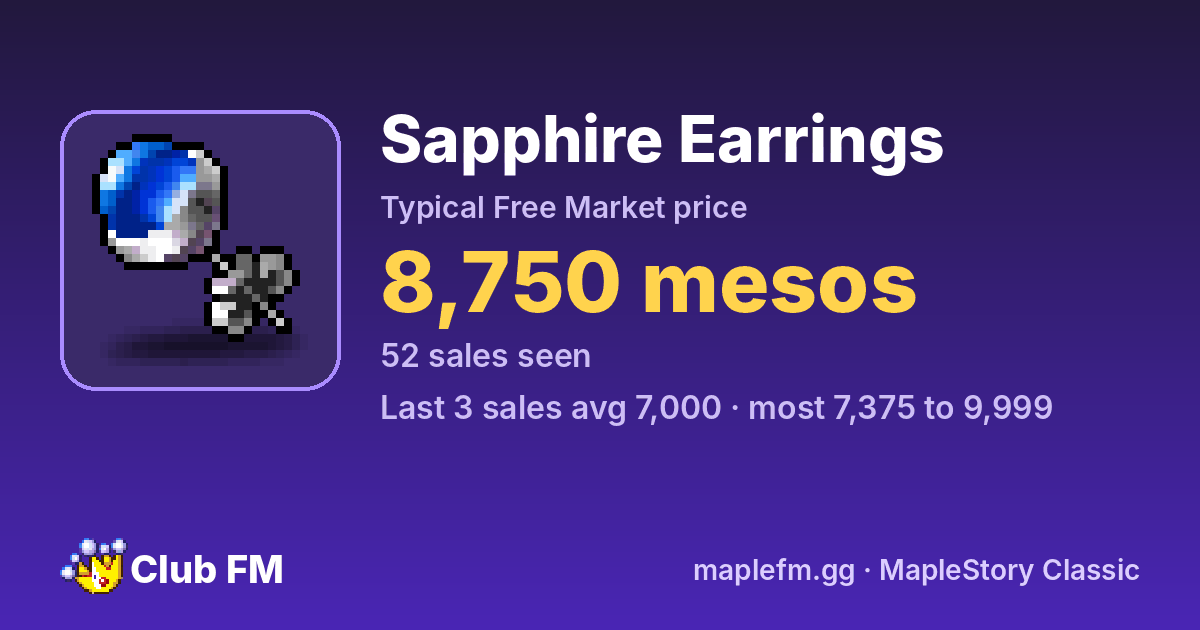 Sapphire Earrings
Typical Free Market price
8,750 mesos
52 sales seen
Last 3 sales avg 7,000 · most 7,375 to 9,999
Club FM
maplefm.gg · MapleStory Classic